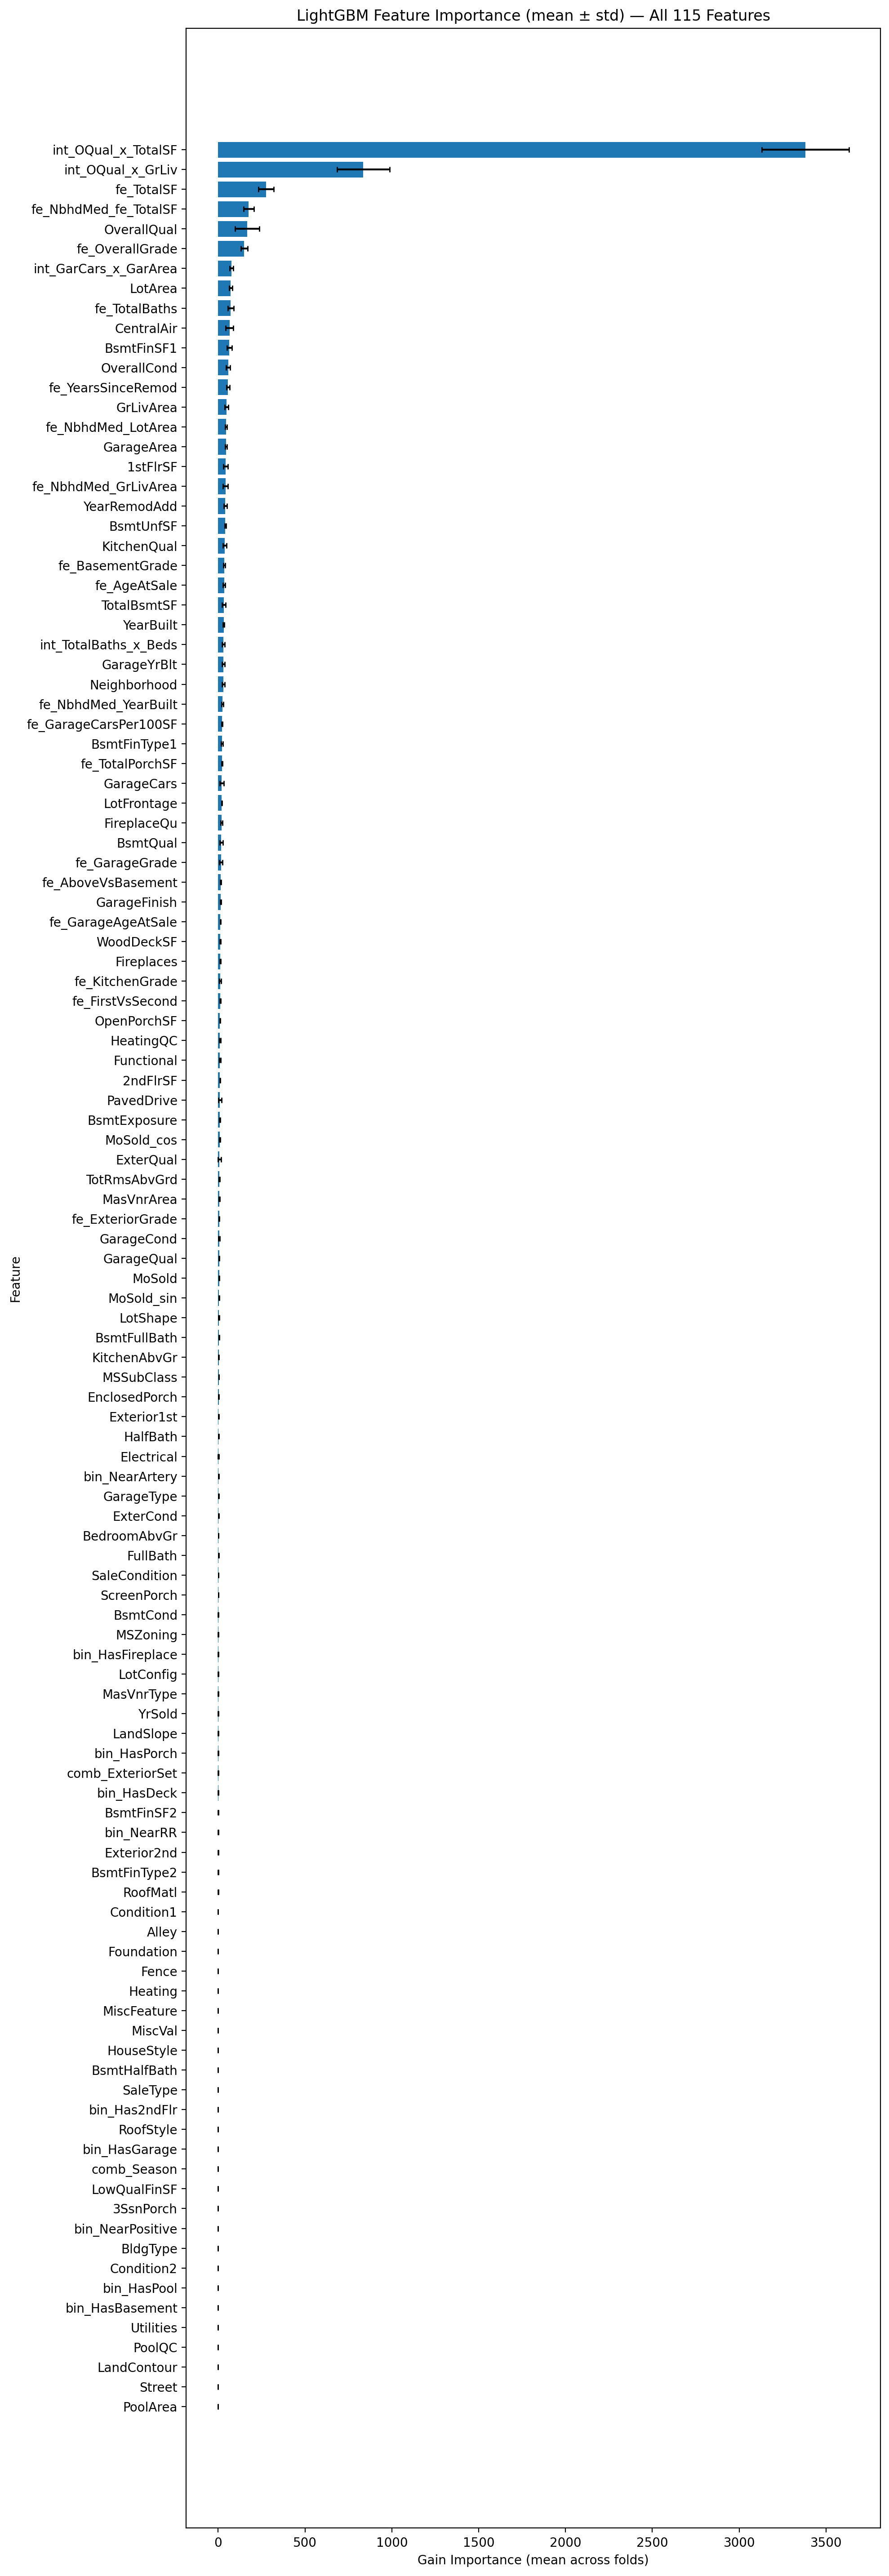 LightGBM Feature Importance (mean ± std) — All 115 Features
int_OQual_x_TotalSF
int_OQual_x_GrLiv
fe_TotalSF
fe_NbhdMed_fe_TotalSF
OverallQual
fe_OverallGrade
int_GarCars_x_GarArea
LotArea
fe_TotalBaths
CentralAir
BsmtFinSF1
OverallCond
fe_YearsSinceRemod
GrLivArea
fe_NbhdMed_LotArea
GarageArea
1stFlrSF
fe_NbhdMed_GrLivArea
YearRemodAdd
BsmtUnfSF
KitchenQual
fe_BasementGrade
fe_AgeAtSale
TotalBsmtSF
YearBuilt
int_TotalBaths_x_Beds
GarageYrBlt
Neighborhood
fe_NbhdMed_YearBuilt
fe_GarageCarsPer100SF
BsmtFinType1
fe_TotalPorchSF
GarageCars
LotFrontage
FireplaceQu
BsmtQual
fe_GarageGrade
fe_AboveVsBasement
GarageFinish
fe_GarageAgeAtSale
WoodDeckSF
Fireplaces
fe_KitchenGrade
fe_FirstVsSecond
OpenPorchSF
HeatingQC
Functional
2ndFlrSF
PavedDrive
BsmtExposure
MoSold_cos
ExterQual
TotRmsAbvGrd
MasVnrArea
fe_ExteriorGrade
GarageCond
GarageQual
MoSold
MoSold_sin
LotShape
BsmtFullBath
KitchenAbvGr
MSSubClass
EnclosedPorch
Exterior1st
HalfBath
Electrical
bin_NearArtery
GarageType
ExterCond
BedroomAbvGr
FullBath
SaleCondition
ScreenPorch
BsmtCond
MSZoning
bin_HasFireplace
LotConfig
MasVnrType
YrSold
LandSlope
bin_HasPorch
comb_ExteriorSet
bin_HasDeck
BsmtFinSF2
bin_NearRR
Exterior2nd
BsmtFinType2
RoofMatl
Condition1
Alley
Foundation
Fence
Heating
MiscFeature
MiscVal
HouseStyle
BsmtHalfBath
SaleType
bin_Has2ndFlr
RoofStyle
bin_HasGarage
comb_Season
LowQualFinSF
3SsnPorch
bin_NearPositive
BldgType
Condition2
bin_HasPool
bin_HasBasement
Utilities
PoolQC
LandContour
Street
PoolArea
Feature
0 500 1000 1500 2000 2500 3000 3500
Gain Importance (mean across folds)